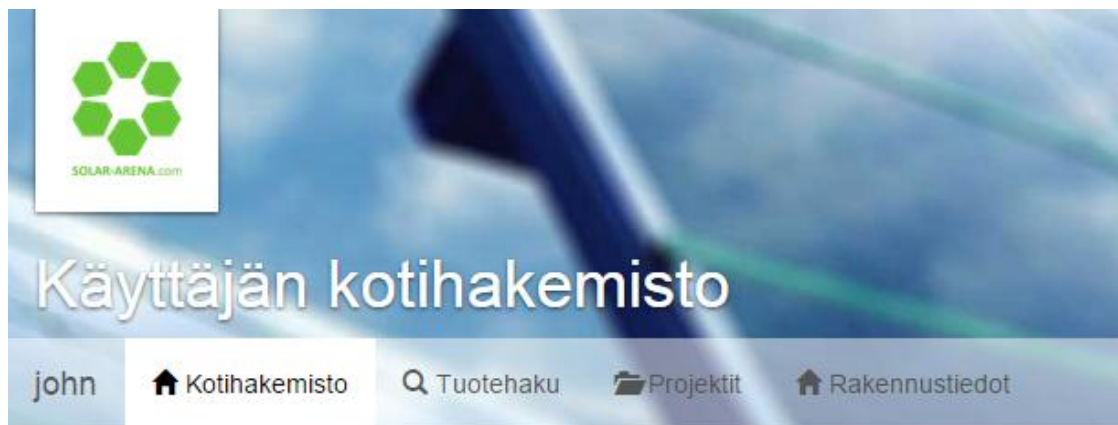 SOLAR-ARENA.com
Käyttäjän kotihakemisto
john Kotihakemisto Tuotehaku Projektit Rakennustiedot